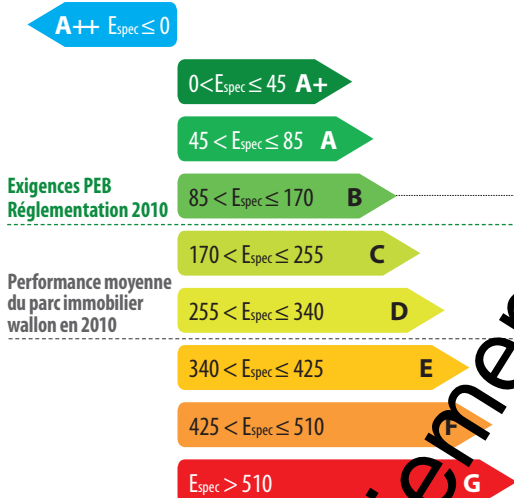 A++ Espec ≤ 0
0<Espec ≤ 45 A+
45 < Espec ≤ 85 A
Exigences PEB
Réglementation 2010
85 < Espec ≤ 170 B
170 < Espec ≤ 255 C
Performance moyenne
du parc immobilier
wallon en 2010
255 < Espec ≤ 340 D
340 < Espec ≤ 425 E
425 < Espec ≤ 510 F
Espec > 510 G